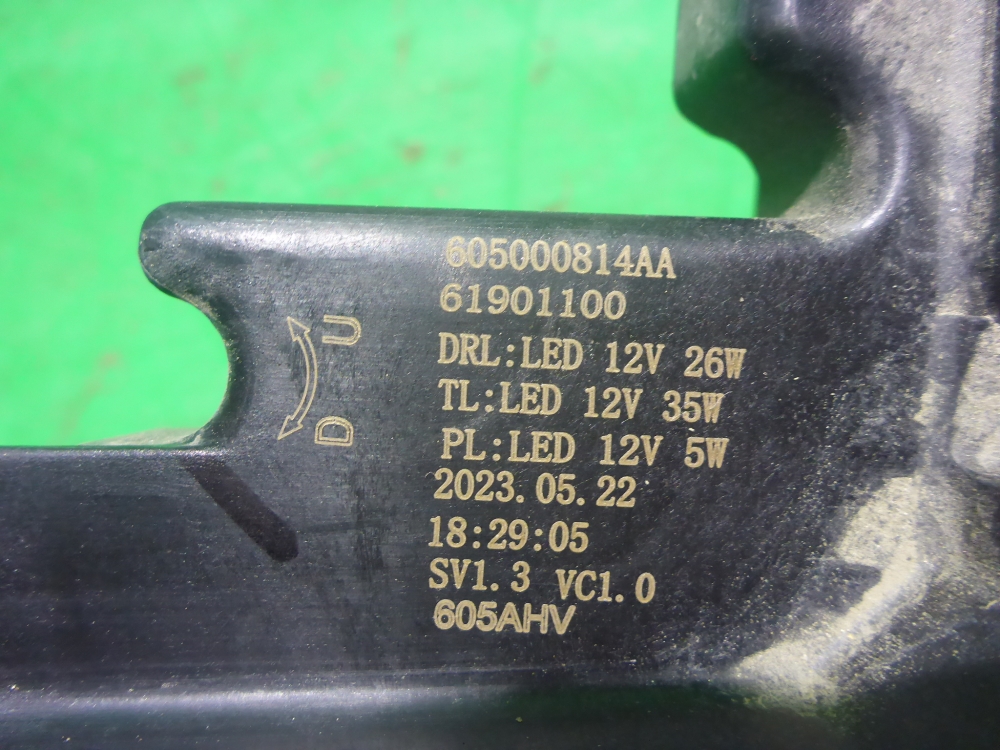 605000814AA
61901100
DRL:LED 12V 26W
TL:LED 12V 35W
PL:LED 12V 5W
2023.05.22
18:29:05
SV1.3 VC1.0
605AHV
U
D